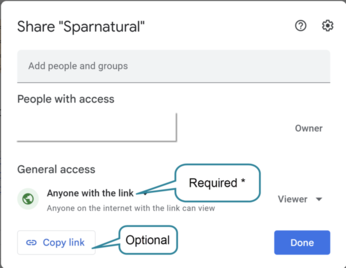 Share "Sparnatural"
Add people and groups
People with access
Owner
General access
Anyone with the link
Required *
Anyone on the internet with the link can view
Viewer
Copy link
Optional
Done